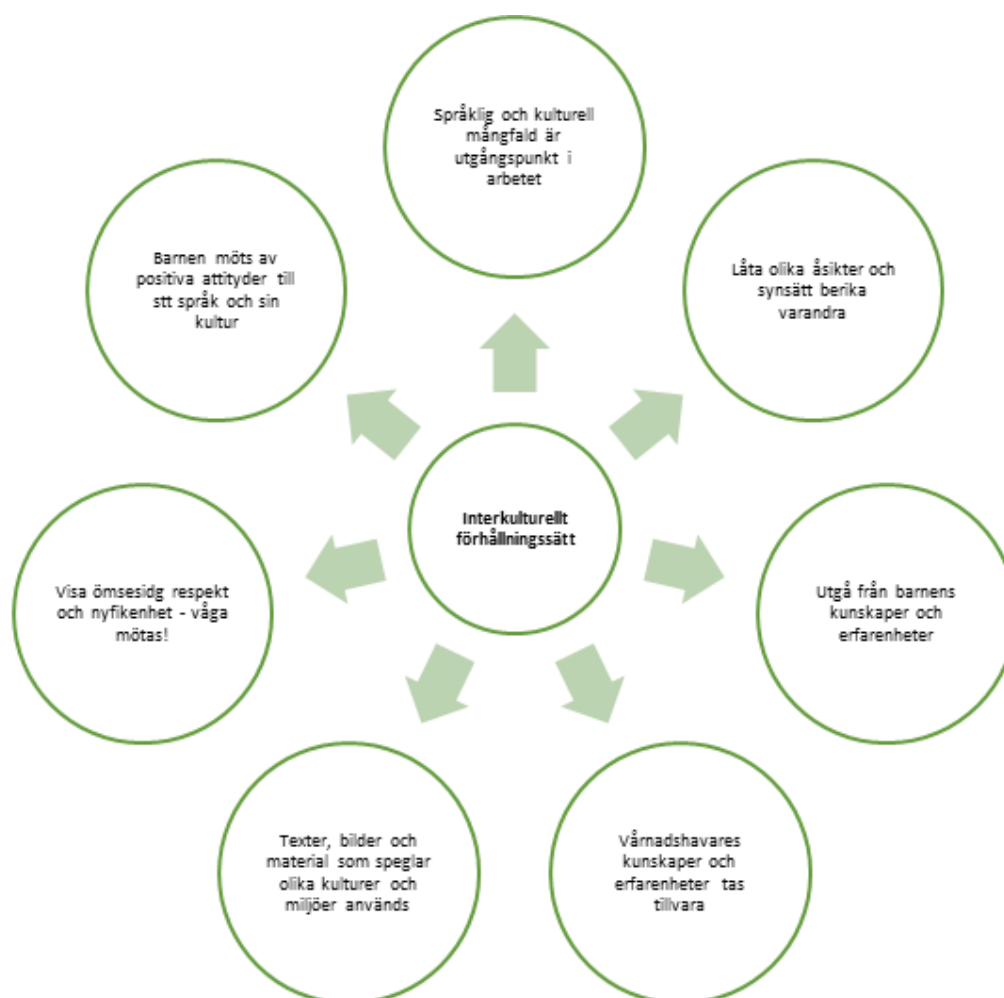 Språklig och kulturell
mångfald är
utgångspunkt i
arbetet
Låta olika åsikter och
synsätt berika
varandra
Utgå från barnens
kunskaper och
erfarenheter
Vårnadshavares
kunskaper och
erfarenheter tas
tillvara
Texter, bilder och
material som speglar
olika kulturer och
miljöer används
Visa ömsesidg respekt
och nyfikenhet - våga
mötas!
Barnen möts av
positiva attityder till
stt språk och sin
kultur
Interkulturellt
förhållningssätt